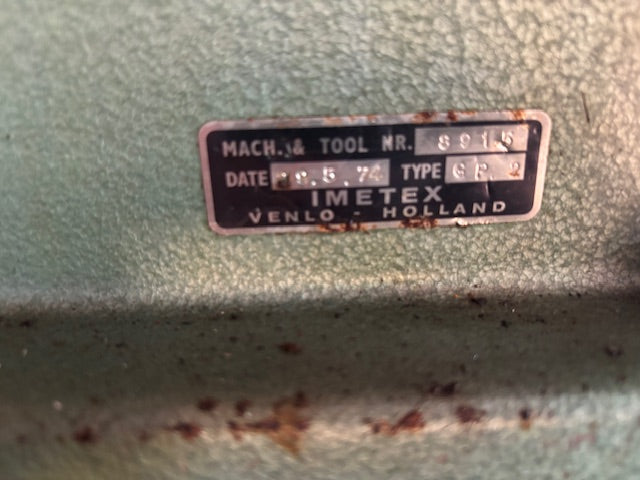 MACH. & TOOL NR. 8915
DATE 5.74 TYPE GP.2
IMETEX
VENLO - HOLLAND